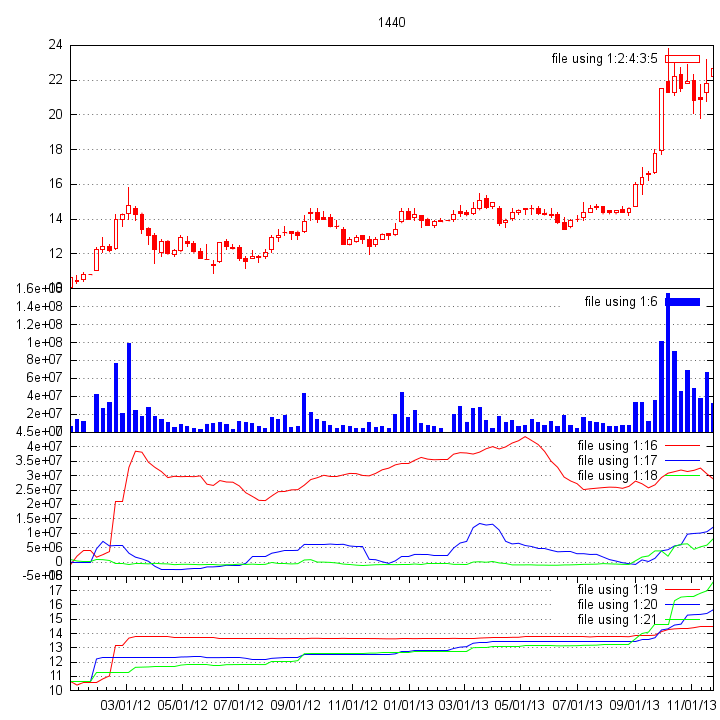 1440
24
file using 1:2:4:3:5
22
20
18
16
14
12
10
1.6e+08
file using 1:6
1.4e+08
1.2e+08
1e+08
8e+07
6e+07
4e+07
2e+07
0
4.5e+07
file using 1:16
4e+07
file using 1:17
3.5e+07
file using 1:18
3e+07
2.5e+07
2e+07
1.5e+07
1e+07
5e+06
0
-5e+06
18
17
file using 1:19
16
file using 1:20
15
file using 1:21
14
13
12
11
10
03/01/12 05/01/12 07/01/12 09/01/12 11/01/12 01/01/13 03/01/13 05/01/13 07/01/13 09/01/13 11/01/13